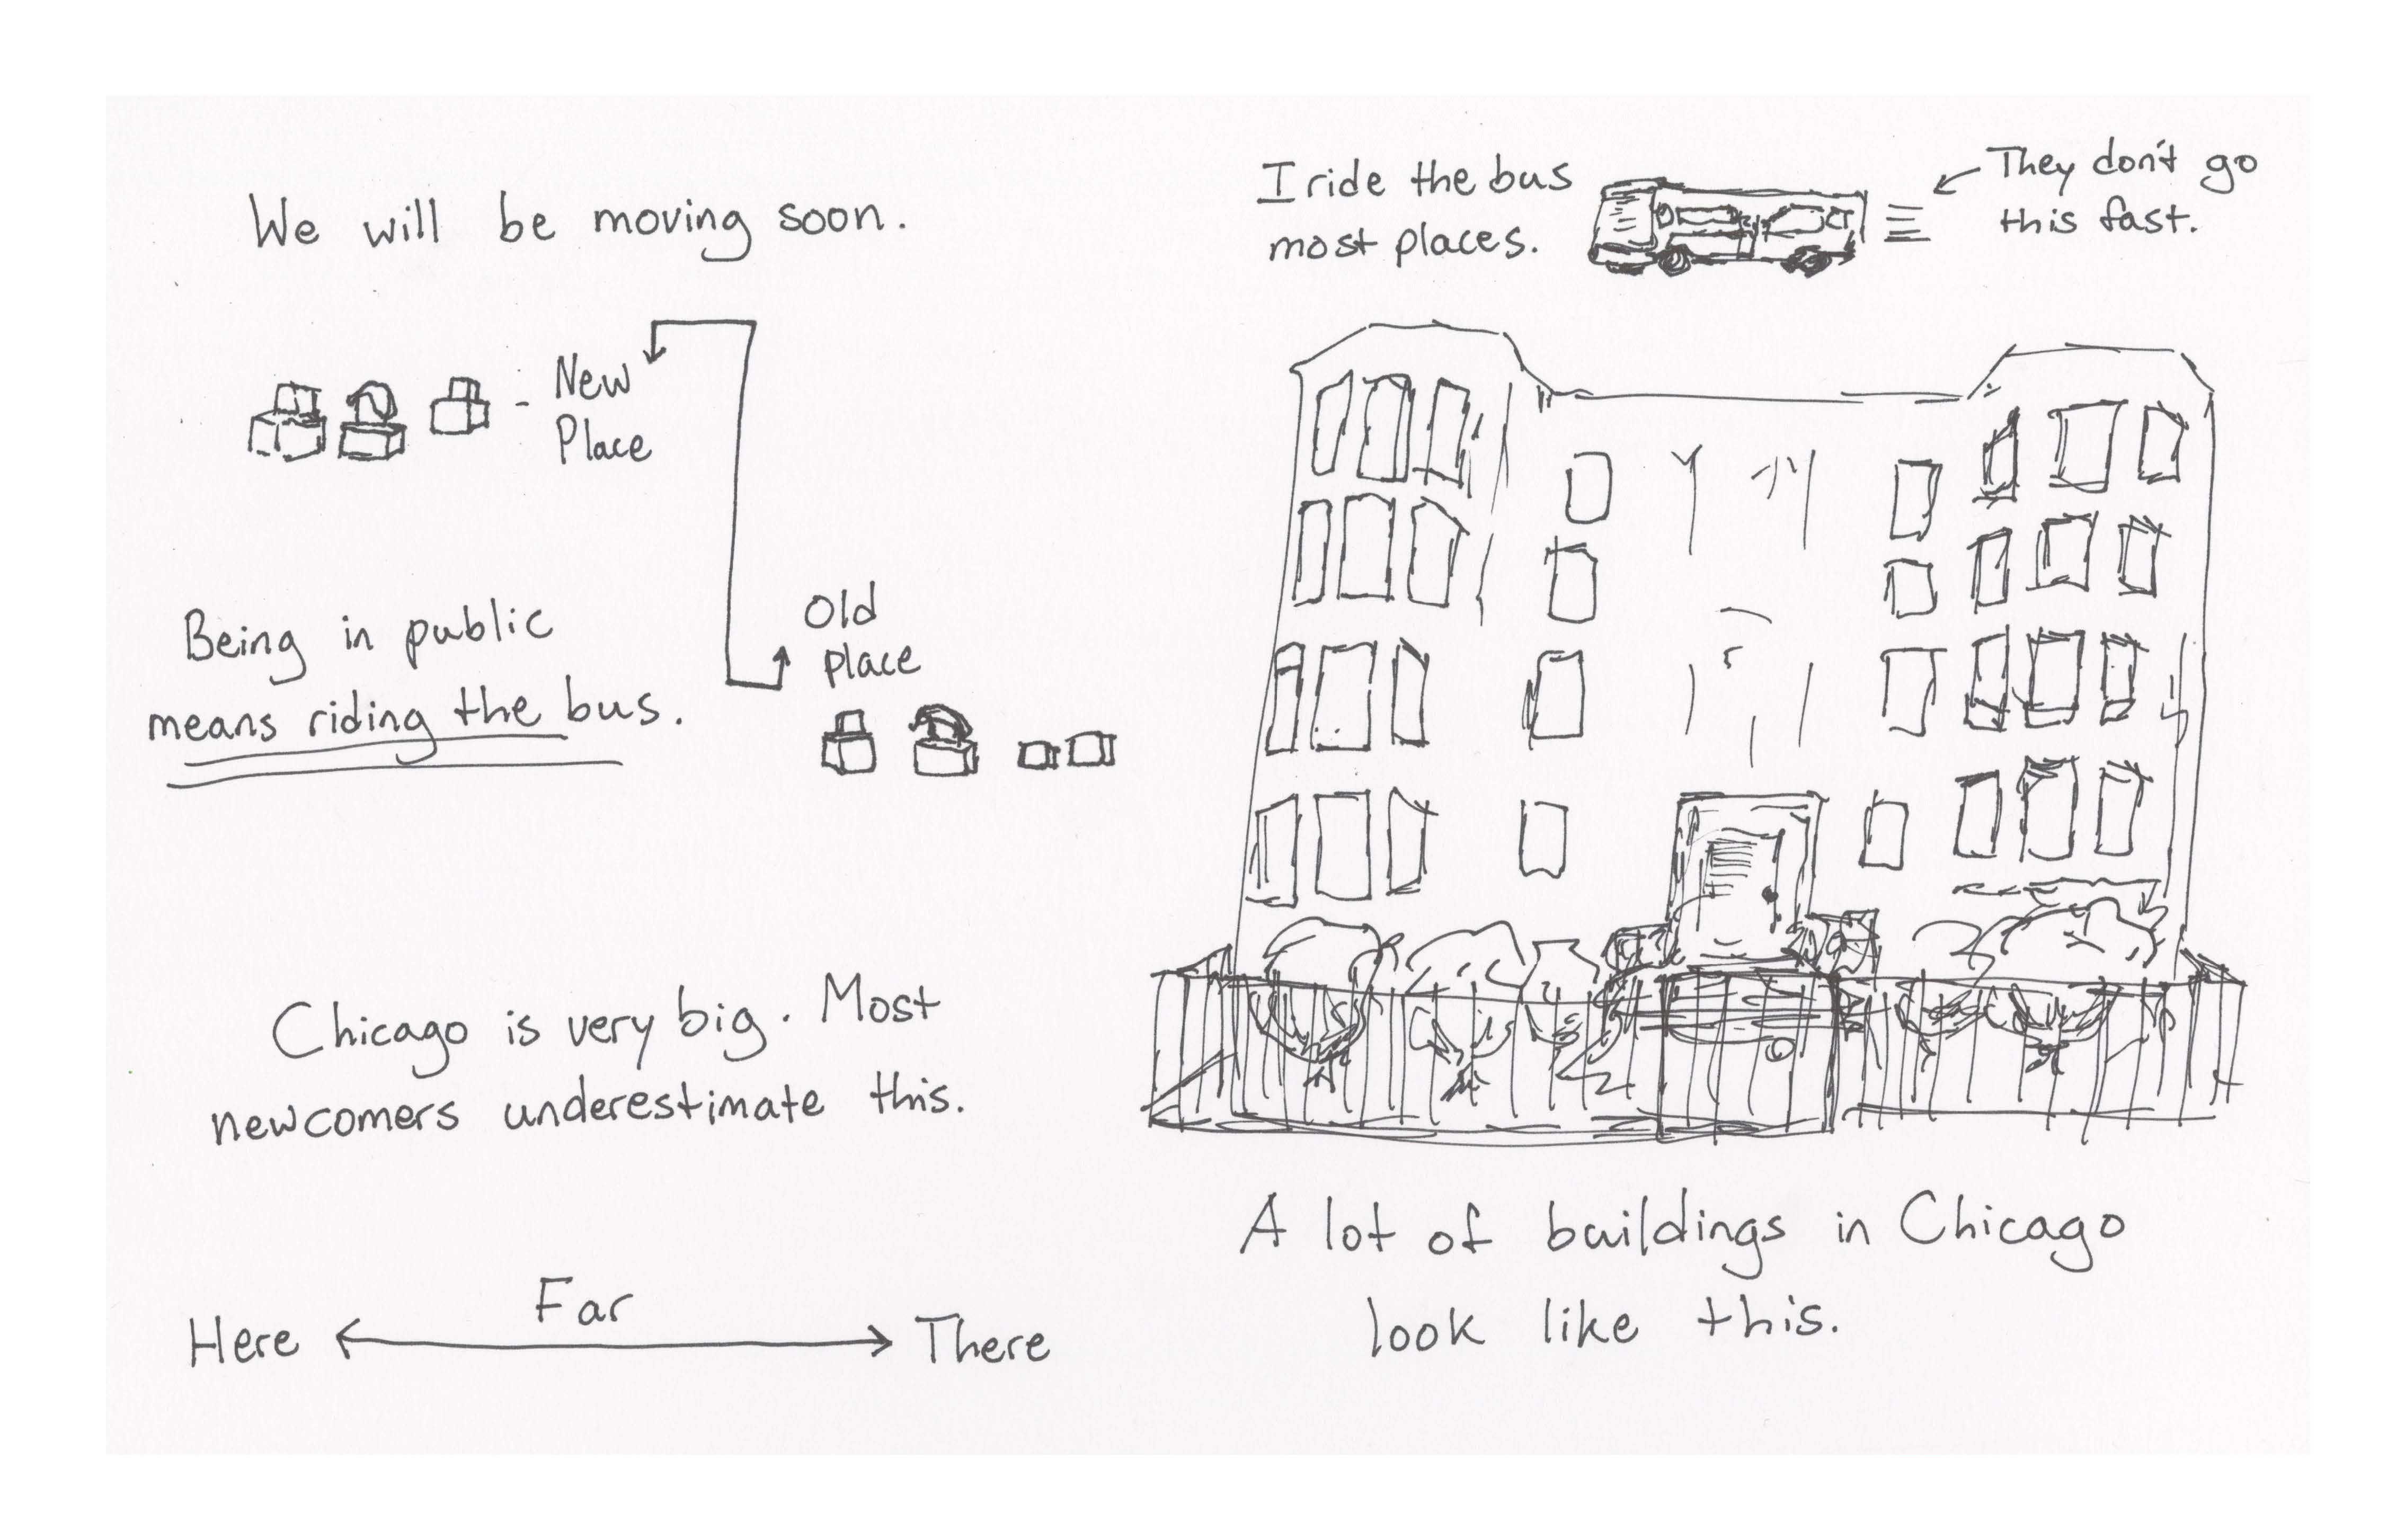 We will be moving soon.
New
Place
Old
place
Being in public
means riding the bus.
Chicago is very big. Most
newcomers underestimate this.
Far
Here
There
I ride the bus
most places.
They don't go
this fast.
A lot of buildings in Chicago
look like this.